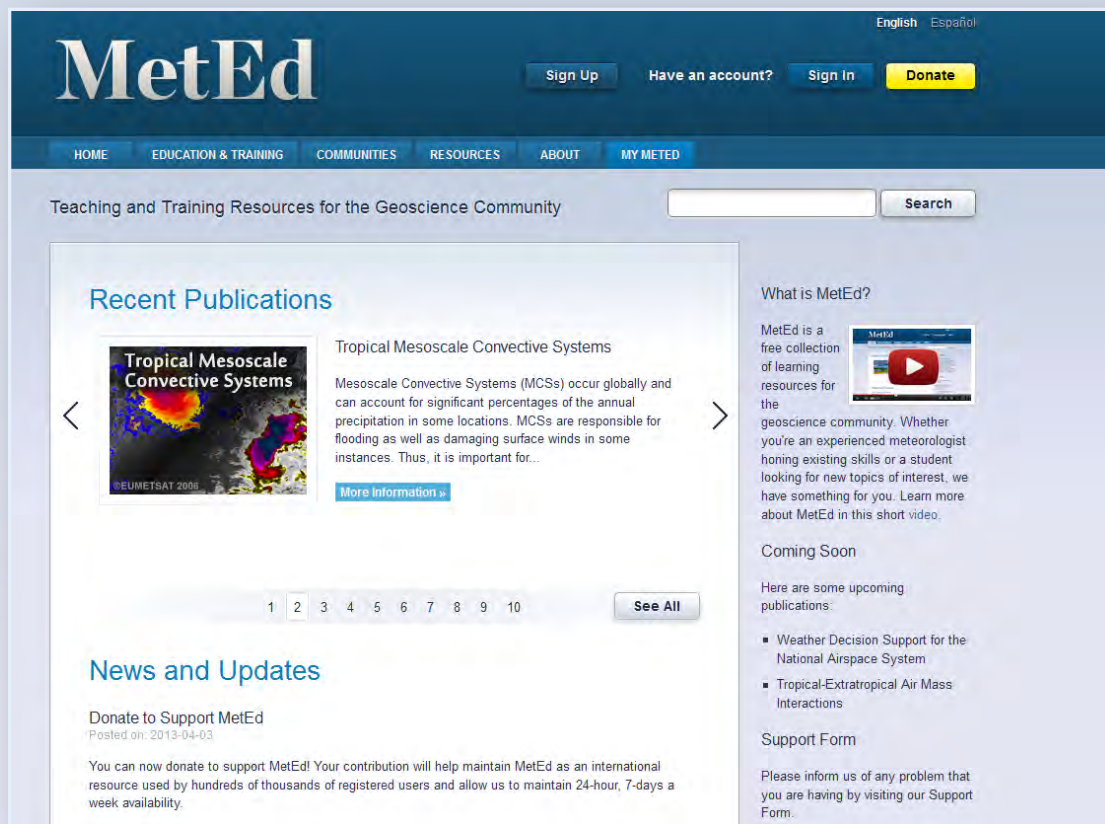 English Español
MetEd
Sign Up Have an account? Sign In Donate
HOME EDUCATION & TRAINING COMMUNITIES RESOURCES ABOUT MY METED
Teaching and Training Resources for the Geoscience Community
Search
Recent Publications
Tropical Mesoscale
Convective Systems
©EUMETSAT 2006
Tropical Mesoscale Convective Systems
Mesoscale Convective Systems (MCSs) occur globally and
can account for significant percentages of the annual
precipitation in some locations. MCSs are responsible for
flooding as well as damaging surface winds in some
instances. Thus, it is important for...
More Information »
1 2 3 4 5 6 7 8 9 10
See All
News and Updates
Donate to Support MetEd
Posted on: 2013-04-03
You can now donate to support MetEd! Your contribution will help maintain MetEd as an international
resource used by hundreds of thousands of registered users and allow us to maintain 24-hour, 7-days a
week availability.
What is MetEd?
MetEd is a
free collection
of learning
resources for
the
geoscience community. Whether
you're an experienced meteorologist
honing existing skills or a student
looking for new topics of interest, we
have something for you. Learn more
about MetEd in this short video.
MetEd
Coming Soon
Here are some upcoming
publications:
Weather Decision Support for the
National Airspace System
Tropical-Extratropical Air Mass
Interactions
Support Form
Please inform us of any problem that
you are having by visiting our Support
Form.